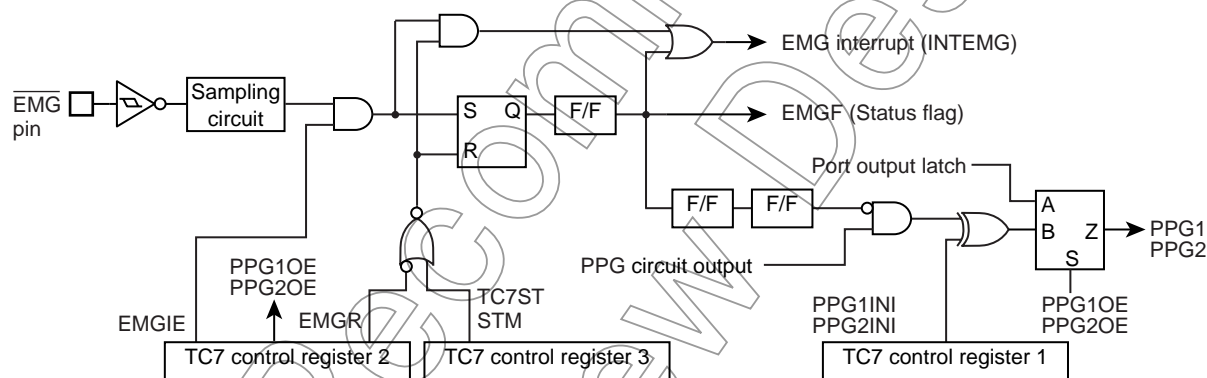 EMG interrupt (INTEMG)
EMG
pin
Sampling
circuit
S
Q
R
F/F
EMGF (Status flag)
Port output latch
F/F
F/F
A
B
Z
S
PPG1
PPG2
PPG circuit output
PPG1OE
PPG2OE
EMGIE
EMGR
TC7ST
STM
PPG1INI
PPG2INI
PPG1OE
PPG2OE
TC7 control register 2
TC7 control register 3
TC7 control register 1